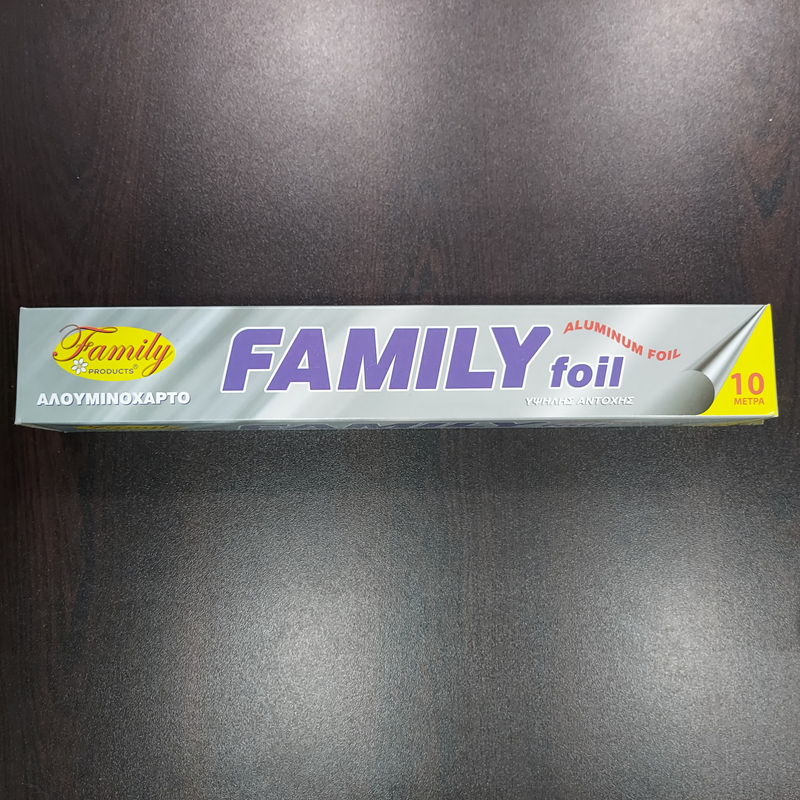 Family
PRODUCTS®
ΑΛΟΥΜΙΝΟΧΑΡΤΟ
FAMILY foil
ALUMINUM FOIL
ΥΨΗΛΗΣ ΑΝΤΟΧΗΣ
10
ΜΕΤΡΑ